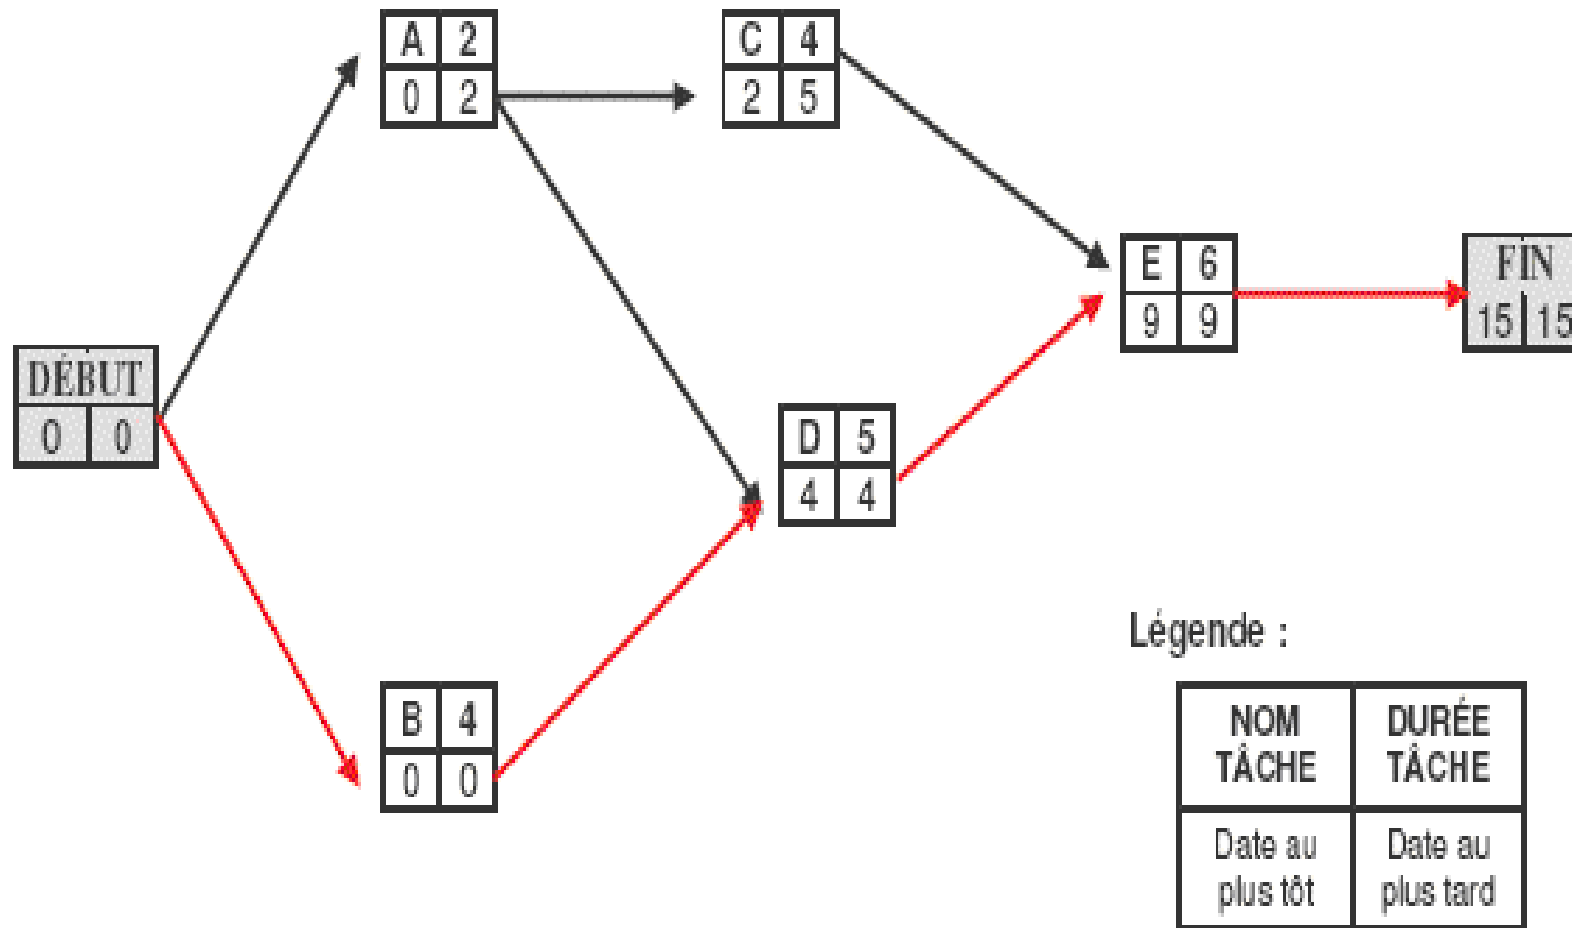 A 2
0 2
C 4
2 5
E 6
9 9
FIN
15 15
DÉBUT
0 0
D 5
4 4
B 4
0 0
Légende :
NOM TÂCHE
DURÉE TÂCHE
Date au plus tôt
Date au plus tard